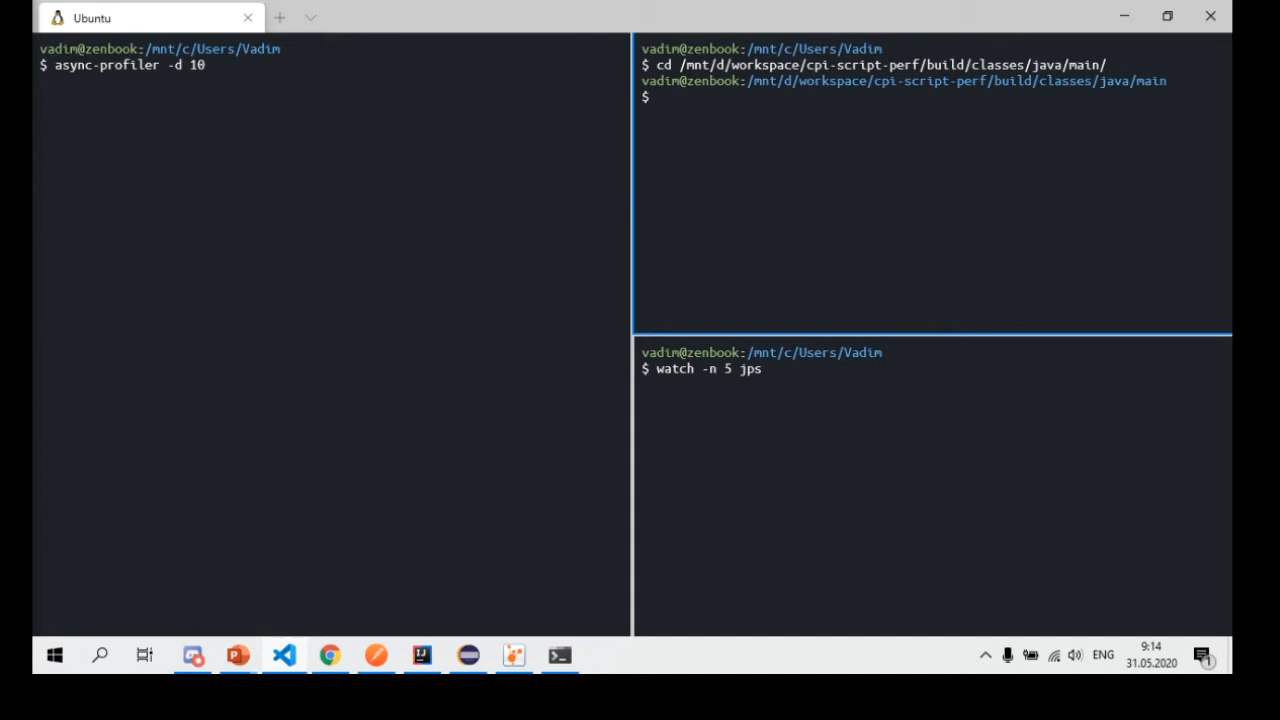 Ubuntu
vadim@zenbook:/mnt/c/Users/Vadim
$ async-profiler -d 10
vadim@zenbook:/mnt/c/Users/Vadim
$ cd /mnt/d/workspace/cpi-script-perf/build/classes/java/main/
vadim@zenbook:/mnt/d/workspace/cpi-script-perf/build/classes/java/main
$
vadim@zenbook:/mnt/c/Users/Vadim
$ watch -n 5 jps
ENG
9:14
31.05.2020
1